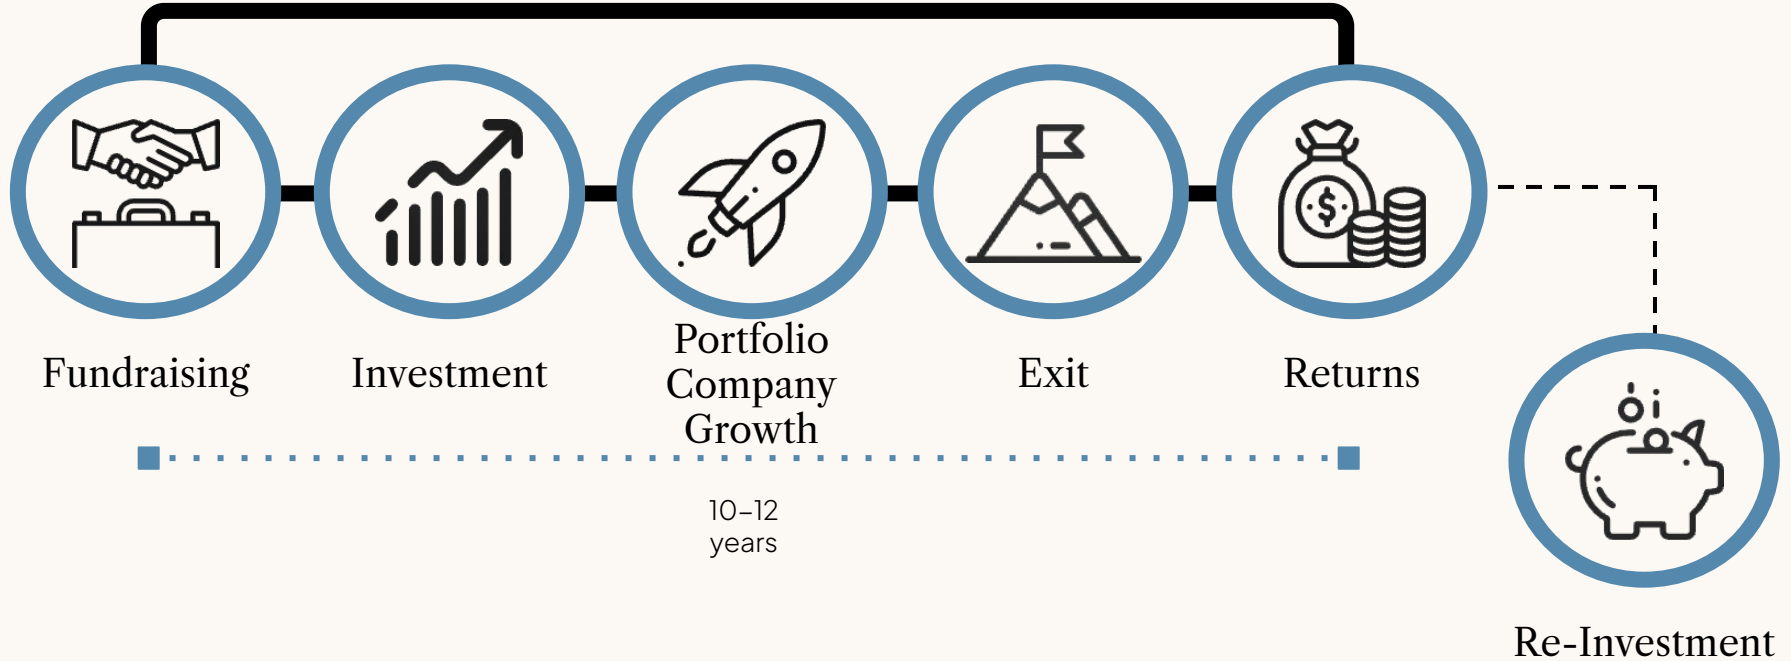 Fundraising
Investment
Portfolio
Company
Growth
Exit
$
Returns
10–12
years
Re-Investment